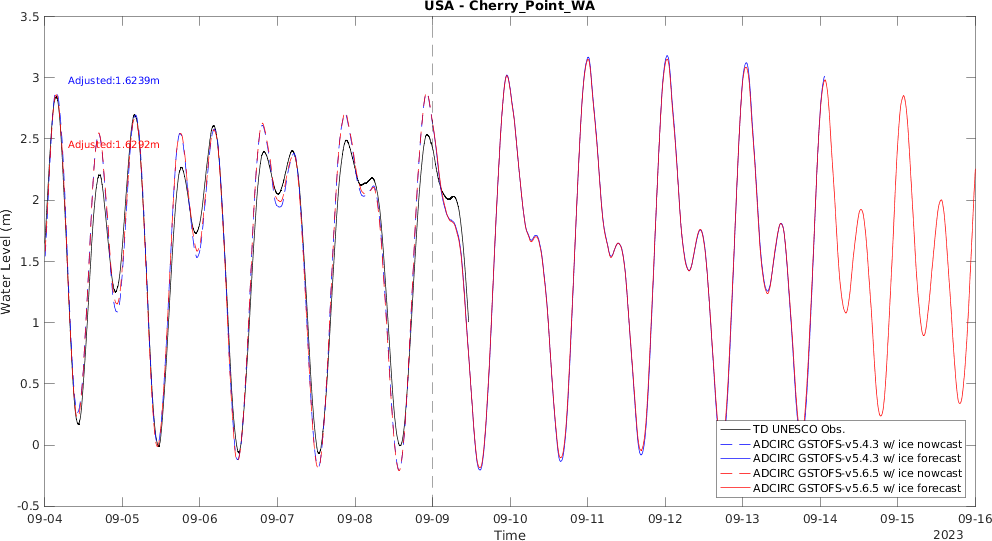 USA - Cherry_Point_WA
3.5
3
2.5
2
1.5
1
0.5
0
-0.5
Water Level (m)
Adjusted:1.6239m
Adjusted:1.6292m
TD UNESCO Obs.
ADCIRC GSTOFS-v5.4.3 w/ ice nowcast
ADCIRC GSTOFS-v5.4.3 w/ ice forecast
ADCIRC GSTOFS-v5.6.5 w/ ice nowcast
ADCIRC GSTOFS-v5.6.5 w/ ice forecast
09-04 09-05 09-06 09-07 09-08 09-09 09-10 09-11 09-12 09-13 09-14 09-15 09-16
Time
2023